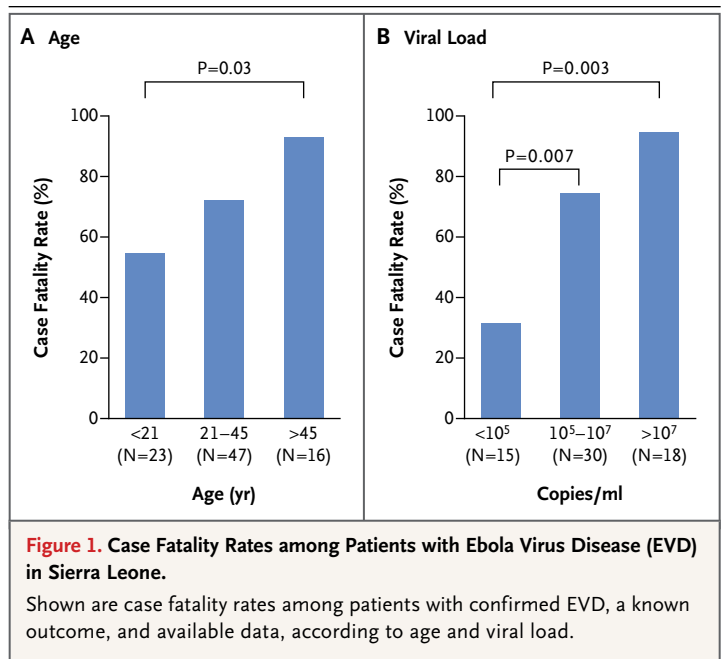 A Age
P=0.03
Case Fatality Rate (%)
100
80
60
40
20
0
<21
(N=23)
21–45
(N=47)
>45
(N=16)
Age (yr)
B Viral Load
P=0.003
P=0.007
Case Fatality Rate (%)
100
80
60
40
20
0
<10⁵
(N=15)
10⁵–10⁷
(N=30)
>10⁷
(N=18)
Copies/ml
Figure 1. Case Fatality Rates among Patients with Ebola Virus Disease (EVD)
in Sierra Leone.
Shown are case fatality rates among patients with confirmed EVD, a known
outcome, and available data, according to age and viral load.